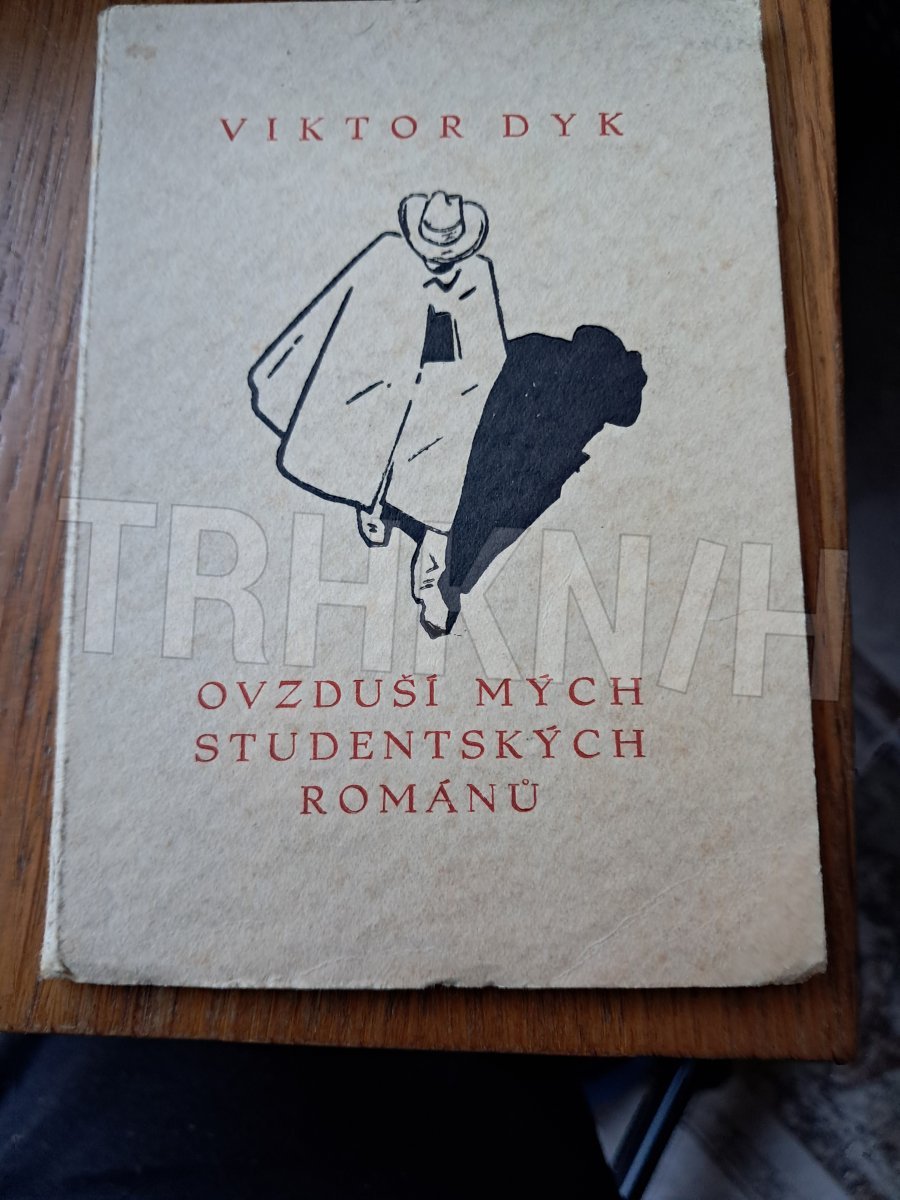 VIKTOR DYK
TRHKNIH
OVZDUŠÍ MÝCH
STUDENTSKÝCH
ROMÁNŮ